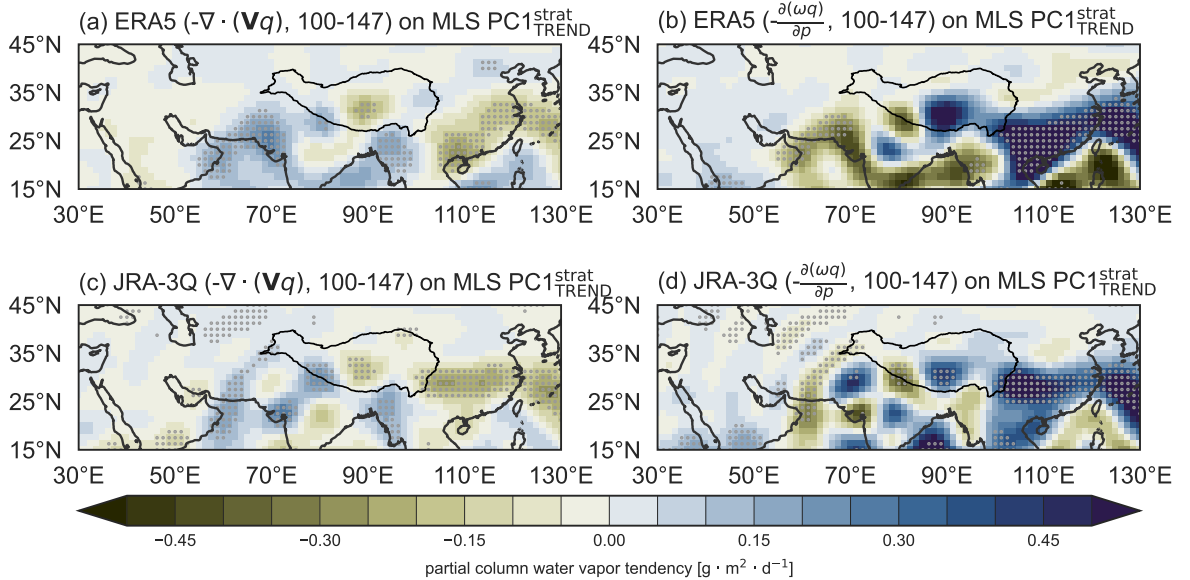 (a) ERA5 (-∇ · (𝐕q), 100-147) on MLS PC1^strat_TREND
(b) ERA5 (-∂(ωq)/∂p, 100-147) on MLS PC1^strat_TREND
45°N
35°N
25°N
15°N
30°E 50°E 70°E 90°E 110°E 130°E
45°N
35°N
25°N
15°N
30°E 50°E 70°E 90°E 110°E 130°E
(c) JRA-3Q (-∇ · (𝐕q), 100-147) on MLS PC1^strat_TREND
(d) JRA-3Q (-∂(ωq)/∂p, 100-147) on MLS PC1^strat_TREND
45°N
35°N
25°N
15°N
30°E 50°E 70°E 90°E 110°E 130°E
45°N
35°N
25°N
15°N
30°E 50°E 70°E 90°E 110°E 130°E
−0.45 −0.30 −0.15 0.00 0.15 0.30 0.45
partial column water vapor tendency [g · m² · d⁻¹]